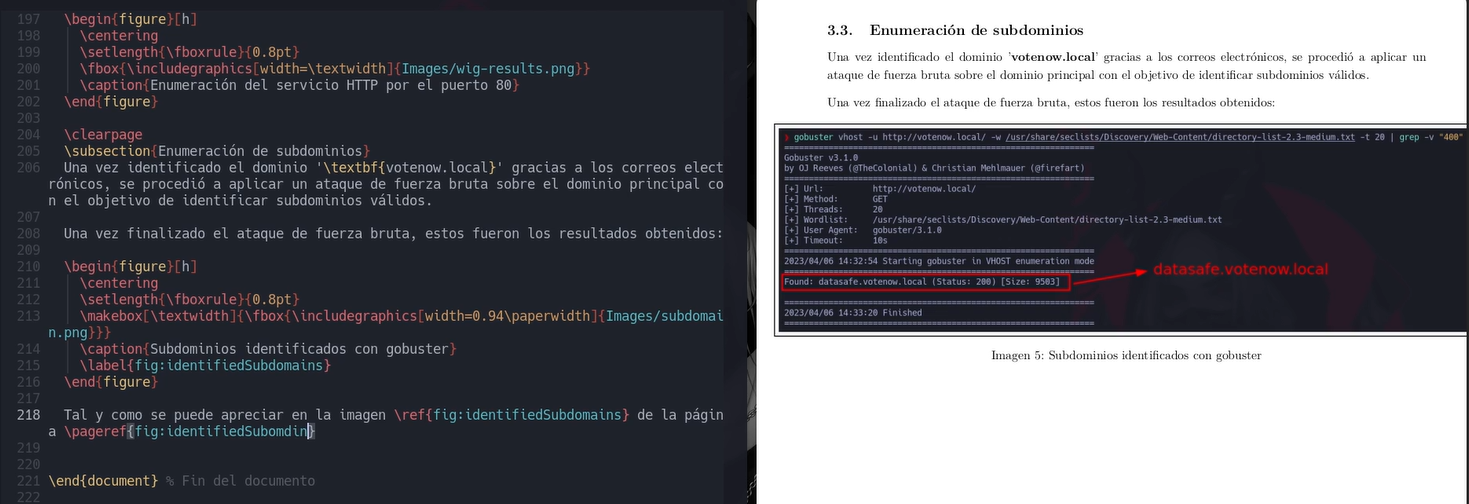 197 \begin{figure}[h]
198 \centering
199 \setlength{\fboxrule}{0.8pt}
200 \fbox{\includegraphics[width=\textwidth]{Images/wig-results.png}}
201 \caption{Enumeración del servicio HTTP por el puerto 80}
202 \end{figure}
203
204 \clearpage
205 \subsection{Enumeración de subdominios}
206 Una vez identificado el dominio '\textbf{votenow.local}' gracias a los correos elect
rónicos, se procedió a aplicar un ataque de fuerza bruta sobre el dominio principal co
n el objetivo de identificar subdominios válidos.
207
208 Una vez finalizado el ataque de fuerza bruta, estos fueron los resultados obtenidos:
209
210 \begin{figure}[h]
211 \centering
212 \setlength{\fboxrule}{0.8pt}
213 \makebox[\textwidth]{\fbox{\includegraphics[width=0.94\paperwidth]{Images/subdomai
n.png}}}
214 \caption{Subdominios identificados con gobuster}
215 \label{fig:identifiedSubdomains}
216 \end{figure}
217
218 Tal y como se puede apreciar en la imagen \ref{fig:identifiedSubdomains} de la págin
a \pageref{fig:identifiedSubomdin}
219
220
221 \end{document} % Fin del documento
222
3.3. Enumeración de subdominios
Una vez identificado el dominio 'votenow.local' gracias a los correos electrónicos, se procedió a aplicar un
ataque de fuerza bruta sobre el dominio principal con el objetivo de identificar subdominios válidos.
Una vez finalizado el ataque de fuerza bruta, estos fueron los resultados obtenidos:
gobuster vhost -u http://votenow.local/ -w /usr/share/seclists/Discovery/Web-Content/directory-list-2.3-medium.txt -t 20 | grep -v "400"
===============================================================
Gobuster v3.1.0
by OJ Reeves (@TheColonial) & Christian Mehlmauer (@firefart)
===============================================================
[+] Url: http://votenow.local/
[+] Method: GET
[+] Threads: 20
[+] Wordlist: /usr/share/seclists/Discovery/Web-Content/directory-list-2.3-medium.txt
[+] User Agent: gobuster/3.1.0
[+] Timeout: 10s
===============================================================
2023/04/06 14:32:54 Starting gobuster in VHOST enumeration mode
===============================================================
Found: datasafe.votenow.local (Status: 200) [Size: 9503]
datasafe.votenow.local
===============================================================
2023/04/06 14:33:20 Finished
===============================================================
Imagen 5: Subdominios identificados con gobuster